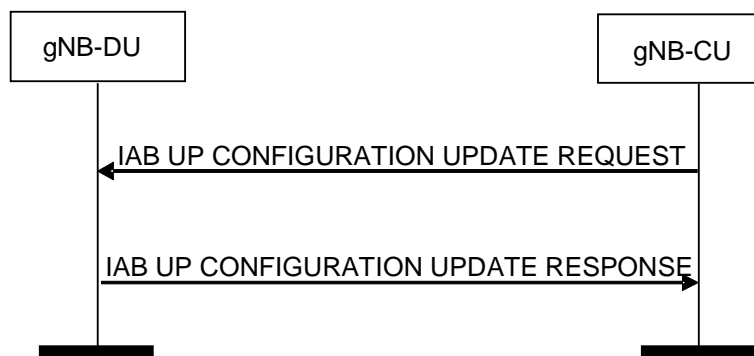 gNB-DU
gNB-CU
IAB UP CONFIGURATION UPDATE REQUEST
IAB UP CONFIGURATION UPDATE RESPONSE